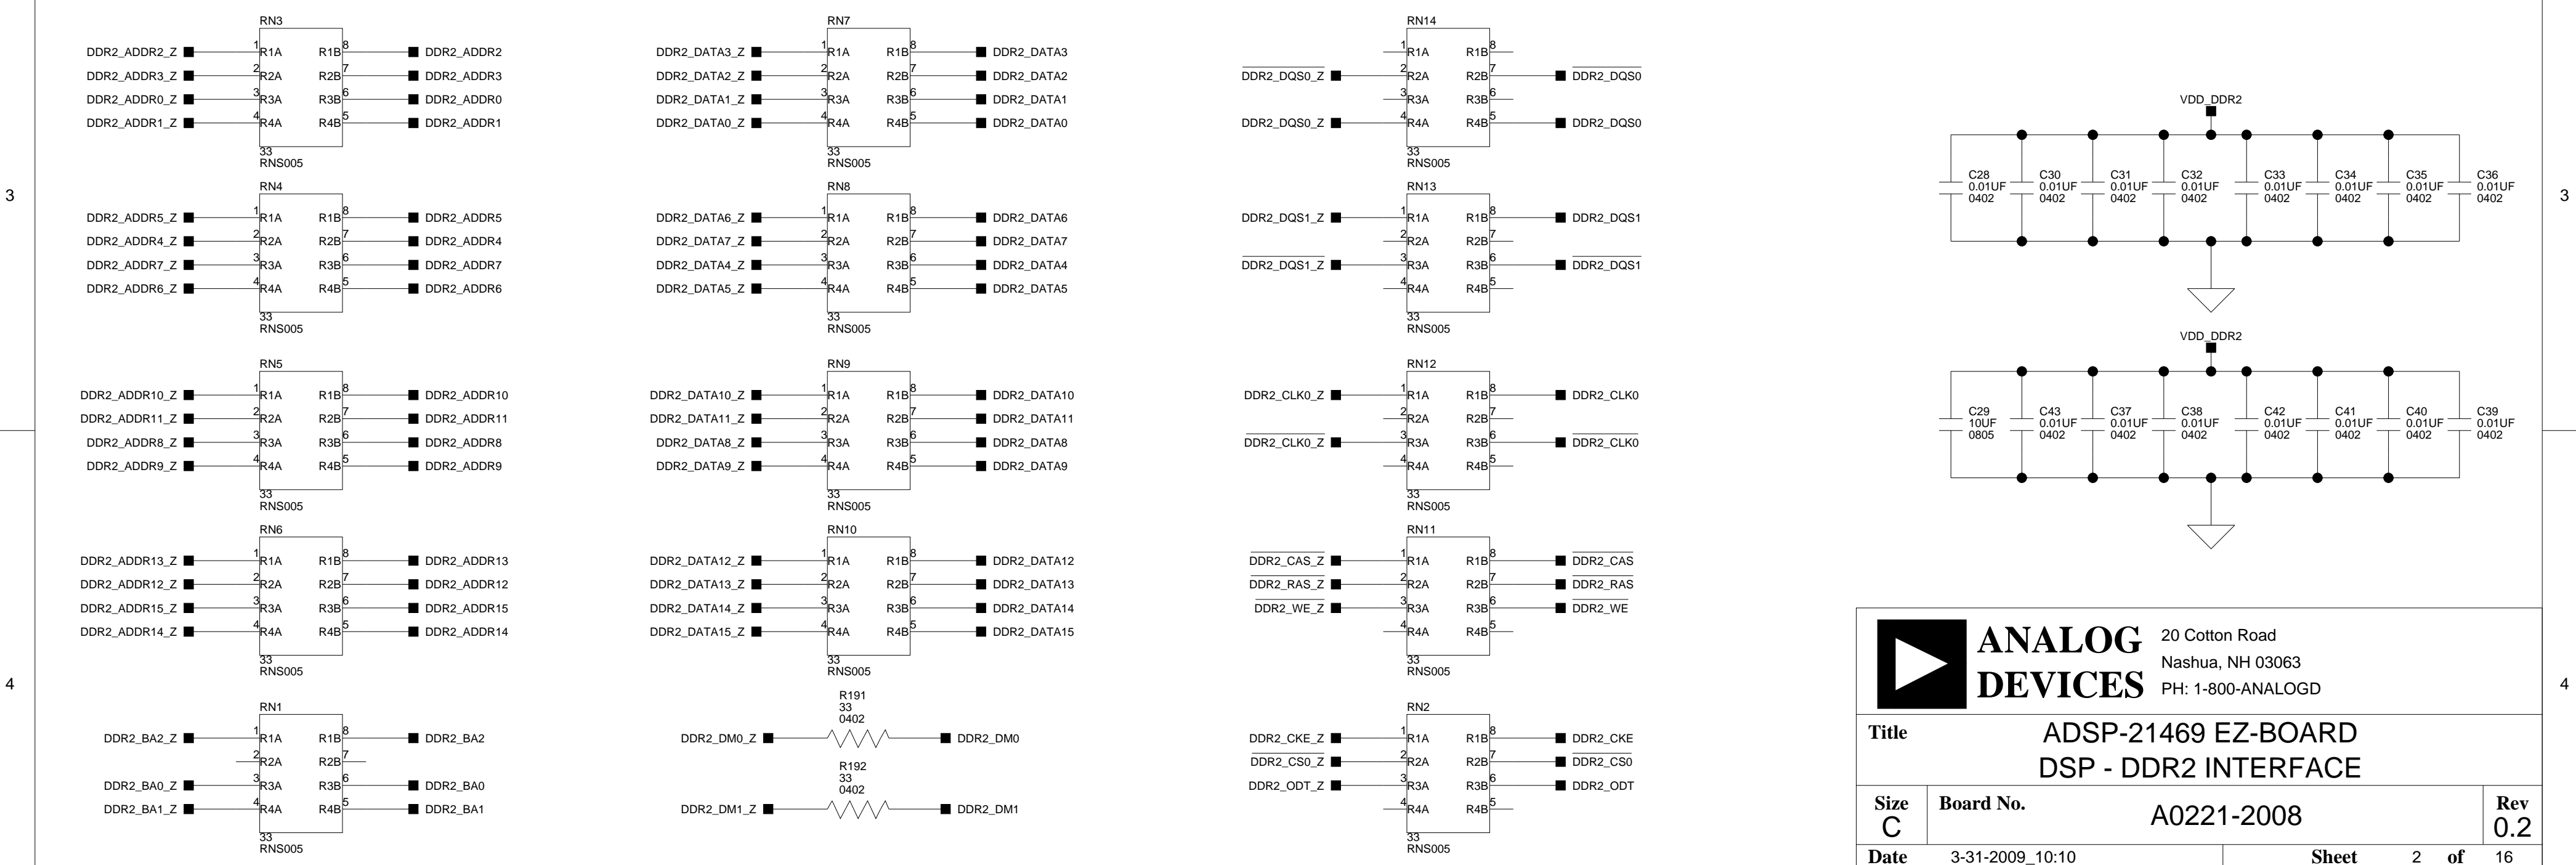 RN3
DDR2_ADDR2_Z 1 R1A R1B 8 DDR2_ADDR2
DDR2_ADDR3_Z 2 R2A R2B 7 DDR2_ADDR3
DDR2_ADDR0_Z 3 R3A R3B 6 DDR2_ADDR0
DDR2_ADDR1_Z 4 R4A R4B 5 DDR2_ADDR1
33
RNS005
RN4
DDR2_ADDR5_Z 1 R1A R1B 8 DDR2_ADDR5
DDR2_ADDR4_Z 2 R2A R2B 7 DDR2_ADDR4
DDR2_ADDR7_Z 3 R3A R3B 6 DDR2_ADDR7
DDR2_ADDR6_Z 4 R4A R4B 5 DDR2_ADDR6
33
RNS005
RN5
DDR2_ADDR10_Z 1 R1A R1B 8 DDR2_ADDR10
DDR2_ADDR11_Z 2 R2A R2B 7 DDR2_ADDR11
DDR2_ADDR8_Z 3 R3A R3B 6 DDR2_ADDR8
DDR2_ADDR9_Z 4 R4A R4B 5 DDR2_ADDR9
33
RNS005
RN6
DDR2_ADDR13_Z 1 R1A R1B 8 DDR2_ADDR13
DDR2_ADDR12_Z 2 R2A R2B 7 DDR2_ADDR12
DDR2_ADDR15_Z 3 R3A R3B 6 DDR2_ADDR15
DDR2_ADDR14_Z 4 R4A R4B 5 DDR2_ADDR14
33
RNS005
RN1
DDR2_BA2_Z 1 R1A R1B 8 DDR2_BA2
2 R2A R2B 7
DDR2_BA0_Z 3 R3A R3B 6 DDR2_BA0
DDR2_BA1_Z 4 R4A R4B 5 DDR2_BA1
33
RNS005
RN7
DDR2_DATA3_Z 1 R1A R1B 8 DDR2_DATA3
DDR2_DATA2_Z 2 R2A R2B 7 DDR2_DATA2
DDR2_DATA1_Z 3 R3A R3B 6 DDR2_DATA1
DDR2_DATA0_Z 4 R4A R4B 5 DDR2_DATA0
33
RNS005
RN8
DDR2_DATA6_Z 1 R1A R1B 8 DDR2_DATA6
DDR2_DATA7_Z 2 R2A R2B 7 DDR2_DATA7
DDR2_DATA4_Z 3 R3A R3B 6 DDR2_DATA4
DDR2_DATA5_Z 4 R4A R4B 5 DDR2_DATA5
33
RNS005
RN9
DDR2_DATA10_Z 1 R1A R1B 8 DDR2_DATA10
DDR2_DATA11_Z 2 R2A R2B 7 DDR2_DATA11
DDR2_DATA8_Z 3 R3A R3B 6 DDR2_DATA8
DDR2_DATA9_Z 4 R4A R4B 5 DDR2_DATA9
33
RNS005
RN10
DDR2_DATA12_Z 1 R1A R1B 8 DDR2_DATA12
DDR2_DATA13_Z 2 R2A R2B 7 DDR2_DATA13
DDR2_DATA14_Z 3 R3A R3B 6 DDR2_DATA14
DDR2_DATA15_Z 4 R4A R4B 5 DDR2_DATA15
33
RNS005
R191
33
0402
DDR2_DM0_Z DDR2_DM0
R192
33
0402
DDR2_DM1_Z DDR2_DM1
RN14
1 R1A R1B 8
DDR2_DQS0_Z 2 R2A R2B 7 DDR2_DQS0
3 R3A R3B 6
DDR2_DQS0_Z 4 R4A R4B 5 DDR2_DQS0
33
RNS005
RN13
DDR2_DQS1_Z 1 R1A R1B 8 DDR2_DQS1
2 R2A R2B 7
DDR2_DQS1_Z 3 R3A R3B 6 DDR2_DQS1
4 R4A R4B 5
33
RNS005
RN12
DDR2_CLK0_Z 1 R1A R1B 8 DDR2_CLK0
2 R2A R2B 7
DDR2_CLK0_Z 3 R3A R3B 6 DDR2_CLK0
4 R4A R4B 5
33
RNS005
RN11
DDR2_CAS_Z 1 R1A R1B 8 DDR2_CAS
DDR2_RAS_Z 2 R2A R2B 7 DDR2_RAS
DDR2_WE_Z 3 R3A R3B 6 DDR2_WE
4 R4A R4B 5
33
RNS005
RN2
DDR2_CKE_Z 1 R1A R1B 8 DDR2_CKE
DDR2_CS0_Z 2 R2A R2B 7 DDR2_CS0
DDR2_ODT_Z 3 R3A R3B 6 DDR2_ODT
4 R4A R4B 5
33
RNS005
VDD_DDR2
C28 C30 C31 C32 C33 C34 C35 C36
0.01UF 0.01UF 0.01UF 0.01UF 0.01UF 0.01UF 0.01UF 0.01UF
0402 0402 0402 0402 0402 0402 0402 0402
VDD_DDR2
C29 C43 C37 C38 C42 C41 C40 C39
10UF 0.01UF 0.01UF 0.01UF 0.01UF 0.01UF 0.01UF 0.01UF
0805 0402 0402 0402 0402 0402 0402 0402
3 3
4 4
ANALOG DEVICES
20 Cotton Road
Nashua, NH 03063
PH: 1-800-ANALOGD
Title ADSP-21469 EZ-BOARD
DSP - DDR2 INTERFACE
Size C
Board No. A0221-2008
Rev 0.2
Date 3-31-2009_10:10 Sheet 2 of 16